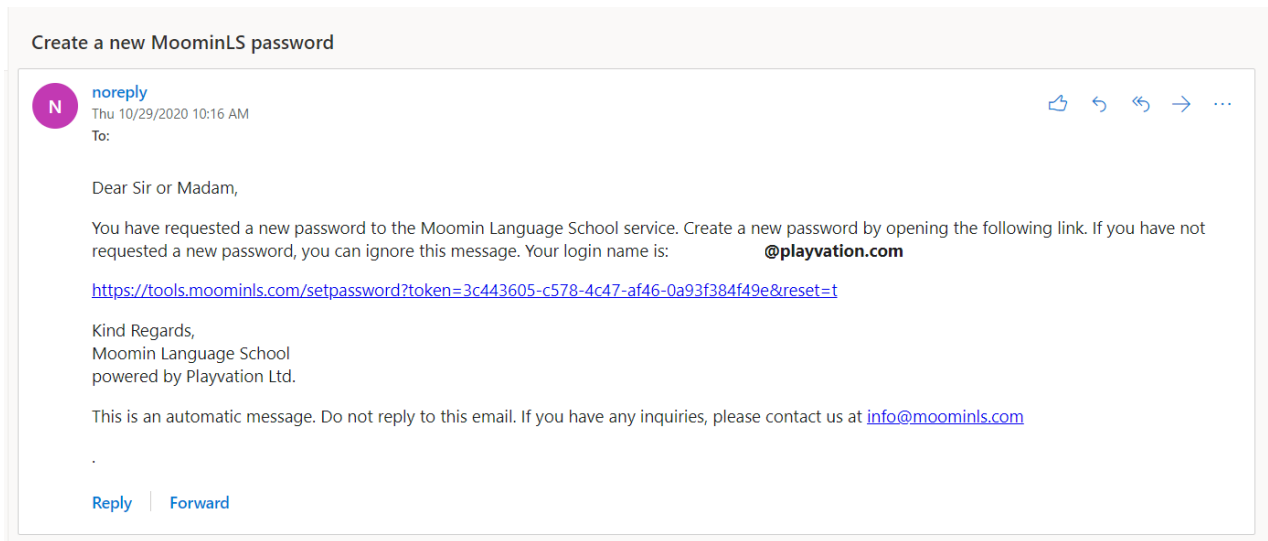 Create a new MoominLS password
N
noreply
Thu 10/29/2020 10:16 AM
To:
Dear Sir or Madam,
You have requested a new password to the Moomin Language School service. Create a new password by opening the following link. If you have not
requested a new password, you can ignore this message. Your login name is: @playvation.com
https://tools.moominls.com/setpassword?token=3c443605-c578-4c47-af46-0a93f384f49e&reset=t
Kind Regards,
Moomin Language School
powered by Playvation Ltd.
This is an automatic message. Do not reply to this email. If you have any inquiries, please contact us at info@moominls.com
.
Reply | Forward